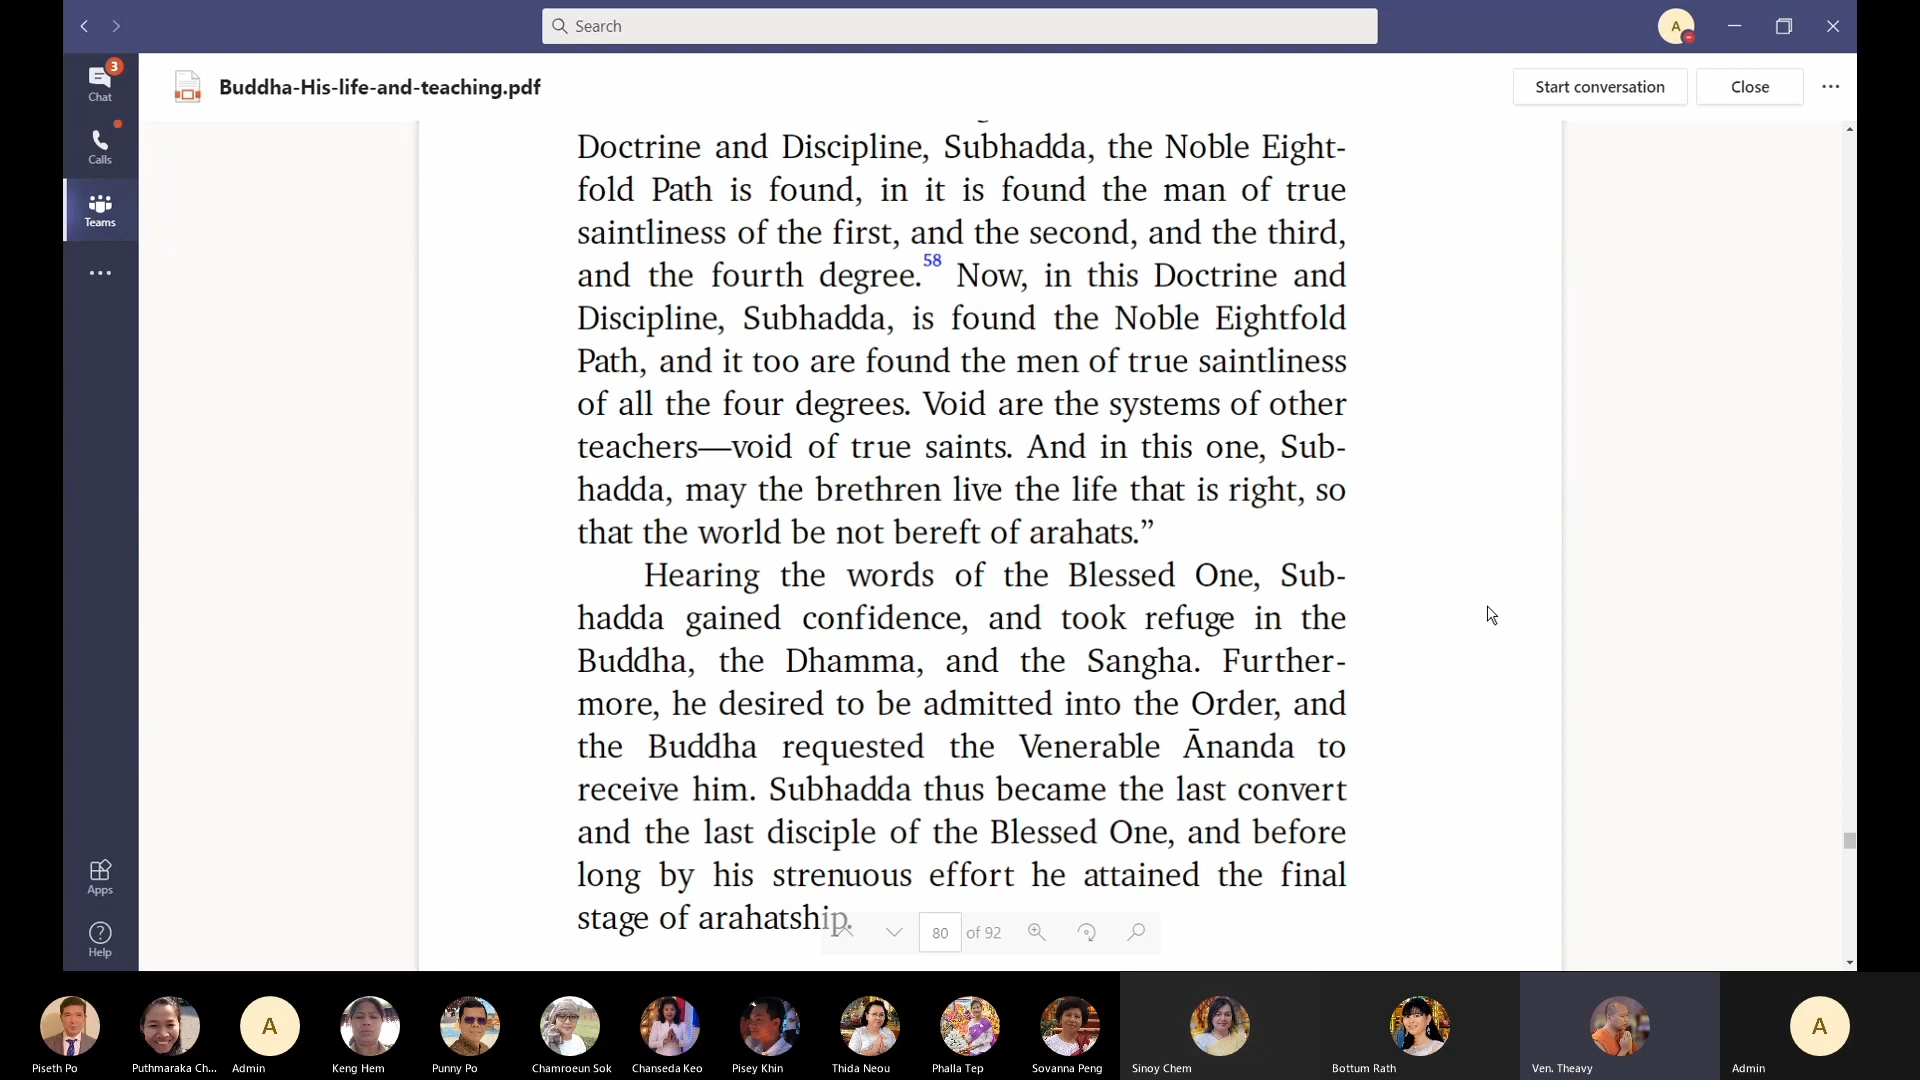 Search
A
3
Chat
Calls
Teams
Apps
Help
Buddha-His-life-and-teaching.pdf
Start conversation
Close
Doctrine and Discipline, Subhadda, the Noble Eight-
fold Path is found, in it is found the man of true
saintliness of the first, and the second, and the third,
and the fourth degree.58 Now, in this Doctrine and
Discipline, Subhadda, is found the Noble Eightfold
Path, and it too are found the men of true saintliness
of all the four degrees. Void are the systems of other
teachers—void of true saints. And in this one, Sub-
hadda, may the brethren live the life that is right, so
that the world be not bereft of arahats.”
Hearing the words of the Blessed One, Sub-
hadda gained confidence, and took refuge in the
Buddha, the Dhamma, and the Sangha. Further-
more, he desired to be admitted into the Order, and
the Buddha requested the Venerable Ānanda to
receive him. Subhadda thus became the last convert
and the last disciple of the Blessed One, and before
long by his strenuous effort he attained the final
stage of arahatship.
80 of 92
A
A
Piseth Po
Puthmaraka Ch...
Admin
Keng Hem
Punny Po
Chamroeun Sok
Chanseda Keo
Pisey Khin
Thida Neou
Phalla Tep
Sovanna Peng
Sinoy Chem
Bottum Rath
Ven. Theavy
Admin